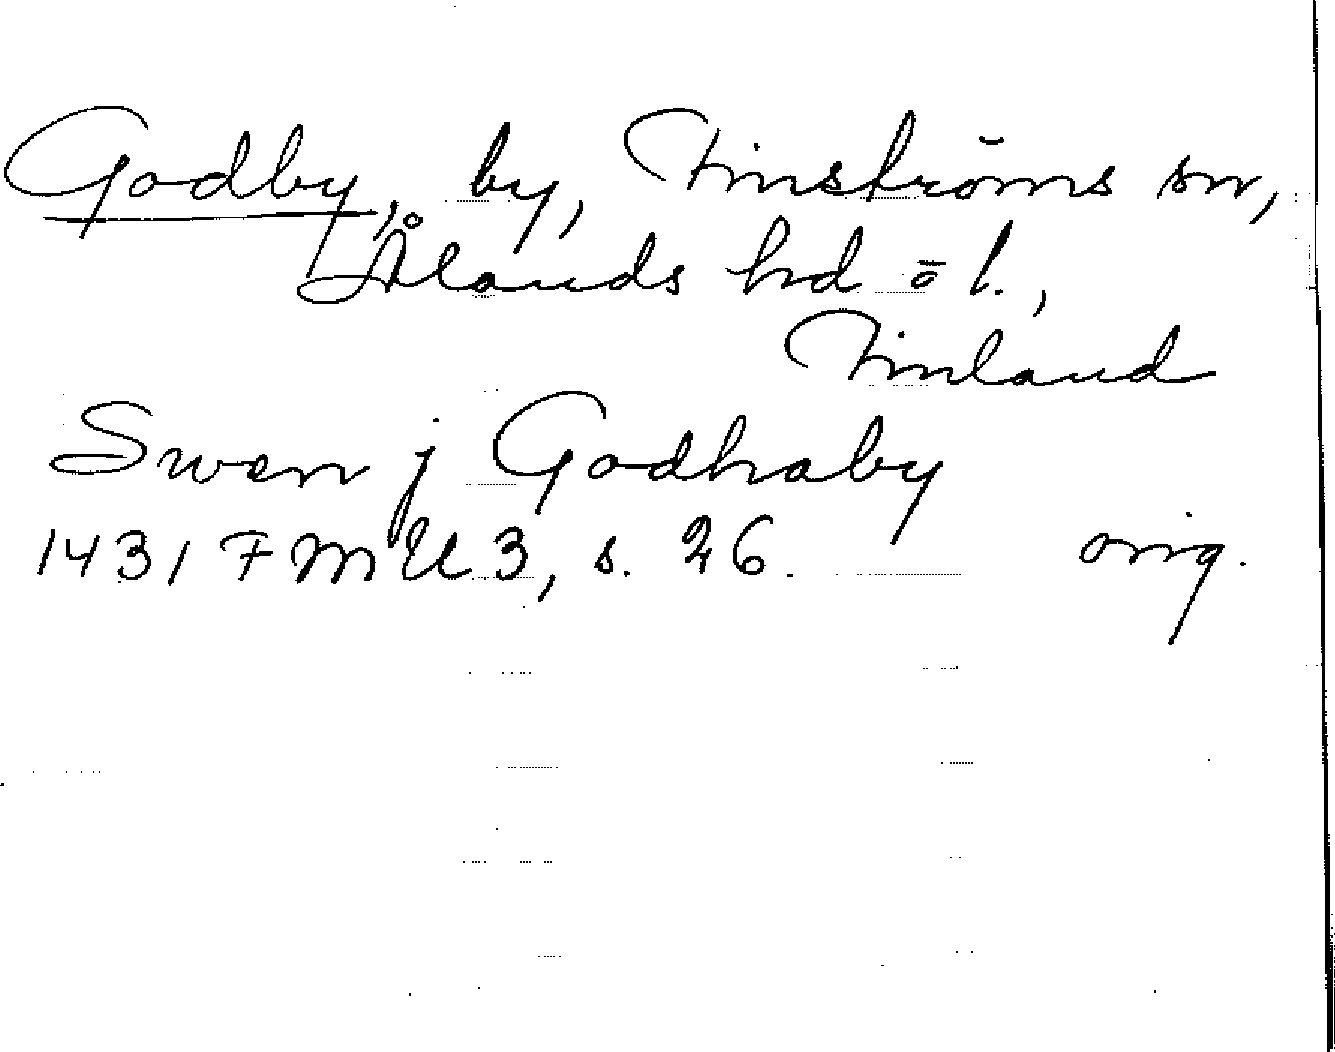 Godby, by, Finströms sn,
Ålands hd o l.,
Finland
Swen j Godhaby
1431 FMU 3, s. 26. orig.